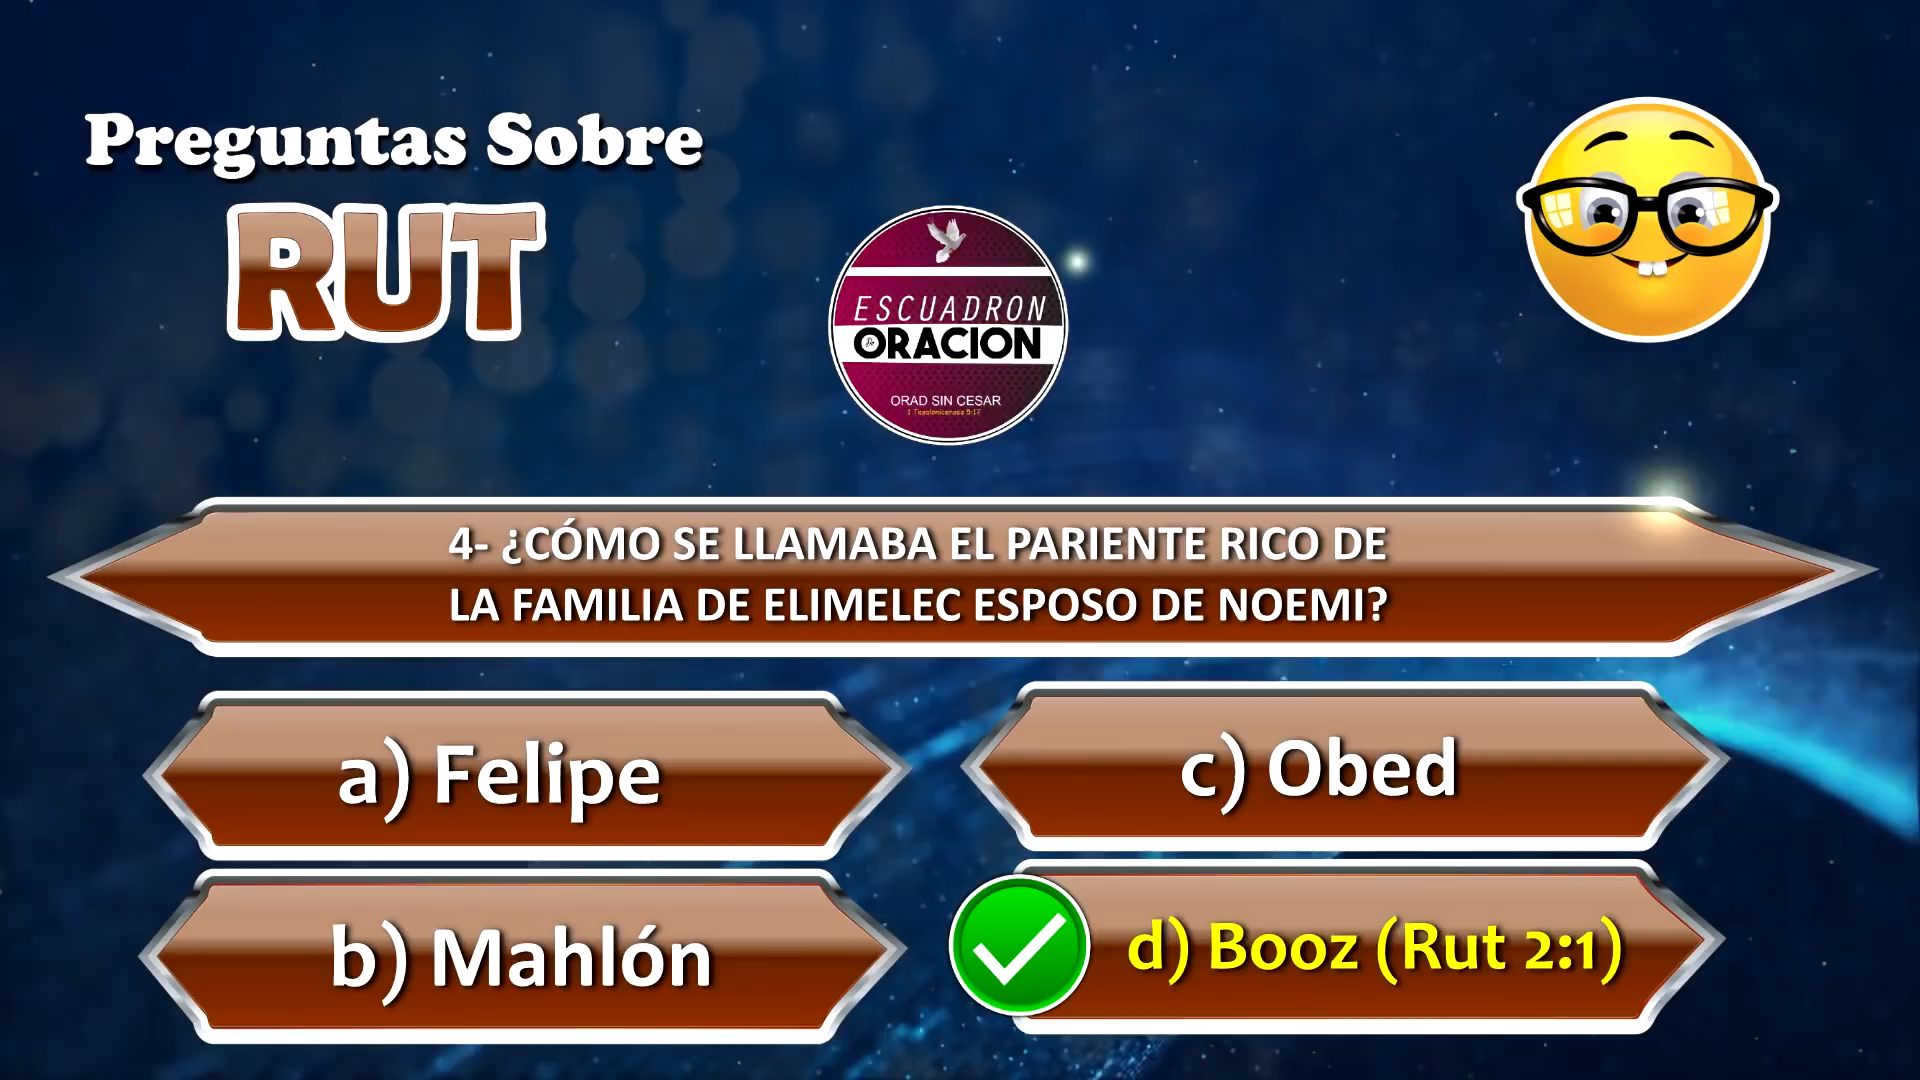 Preguntas Sobre
RUT
ESCUADRON
De ORACION
ORAD SIN CESAR
1 Tesalonicenses 5:17
4- ¿CÓMO SE LLAMABA EL PARIENTE RICO DE
LA FAMILIA DE ELIMELEC ESPOSO DE NOEMI?
a) Felipe
c) Obed
b) Mahlón
d) Booz (Rut 2:1)